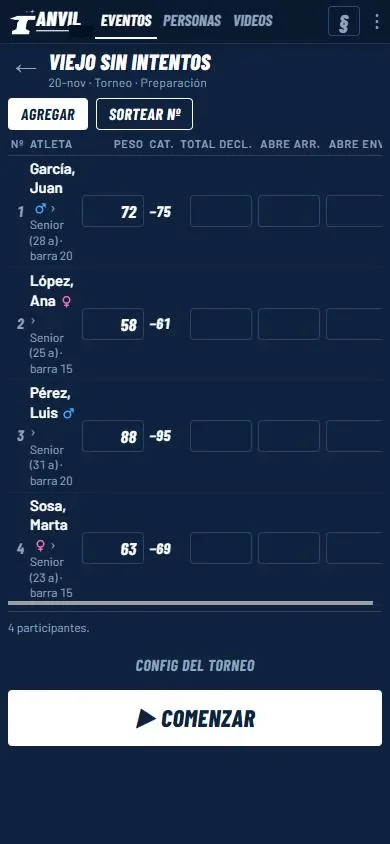 ANVIL EVENTOS PERSONAS VIDEOS §
← VIEJO SIN INTENTOS
20-nov · Torneo · Preparación
AGREGAR SORTEAR Nº
Nº ATLETA PESO CAT. TOTAL DECL. ABRE ARR. ABRE ENV
García,
Juan
1 ♂ › 72 −75
Senior
(28 a) ·
barra 20
López,
Ana ♀
2 › 58 −61
Senior
(25 a) ·
barra 15
Pérez,
Luis ♂
3 › 88 −95
Senior
(31 a) ·
barra 20
Sosa,
Marta
4 ♀ › 63 −69
Senior
(23 a) ·
barra 15
4 participantes.
CONFIG DEL TORNEO
▶ COMENZAR